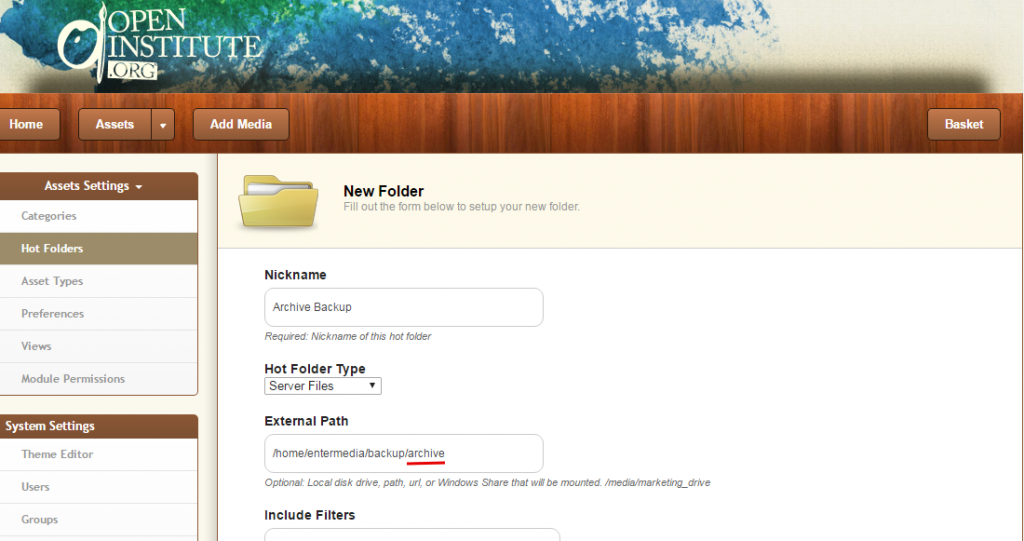 OPEN
INSTITUTE
.ORG
Home
Assets
Add Media
Basket
Assets Settings
Categories
Hot Folders
Asset Types
Preferences
Views
Module Permissions
System Settings
Theme Editor
Users
Groups
New Folder
Fill out the form below to setup your new folder.
Nickname
Archive Backup
Required: Nickname of this hot folder
Hot Folder Type
Server Files
External Path
/home/entermedia/backup/archive
Optional: Local disk drive, path, url, or Windows Share that will be mounted. /media/marketing_drive
Include Filters